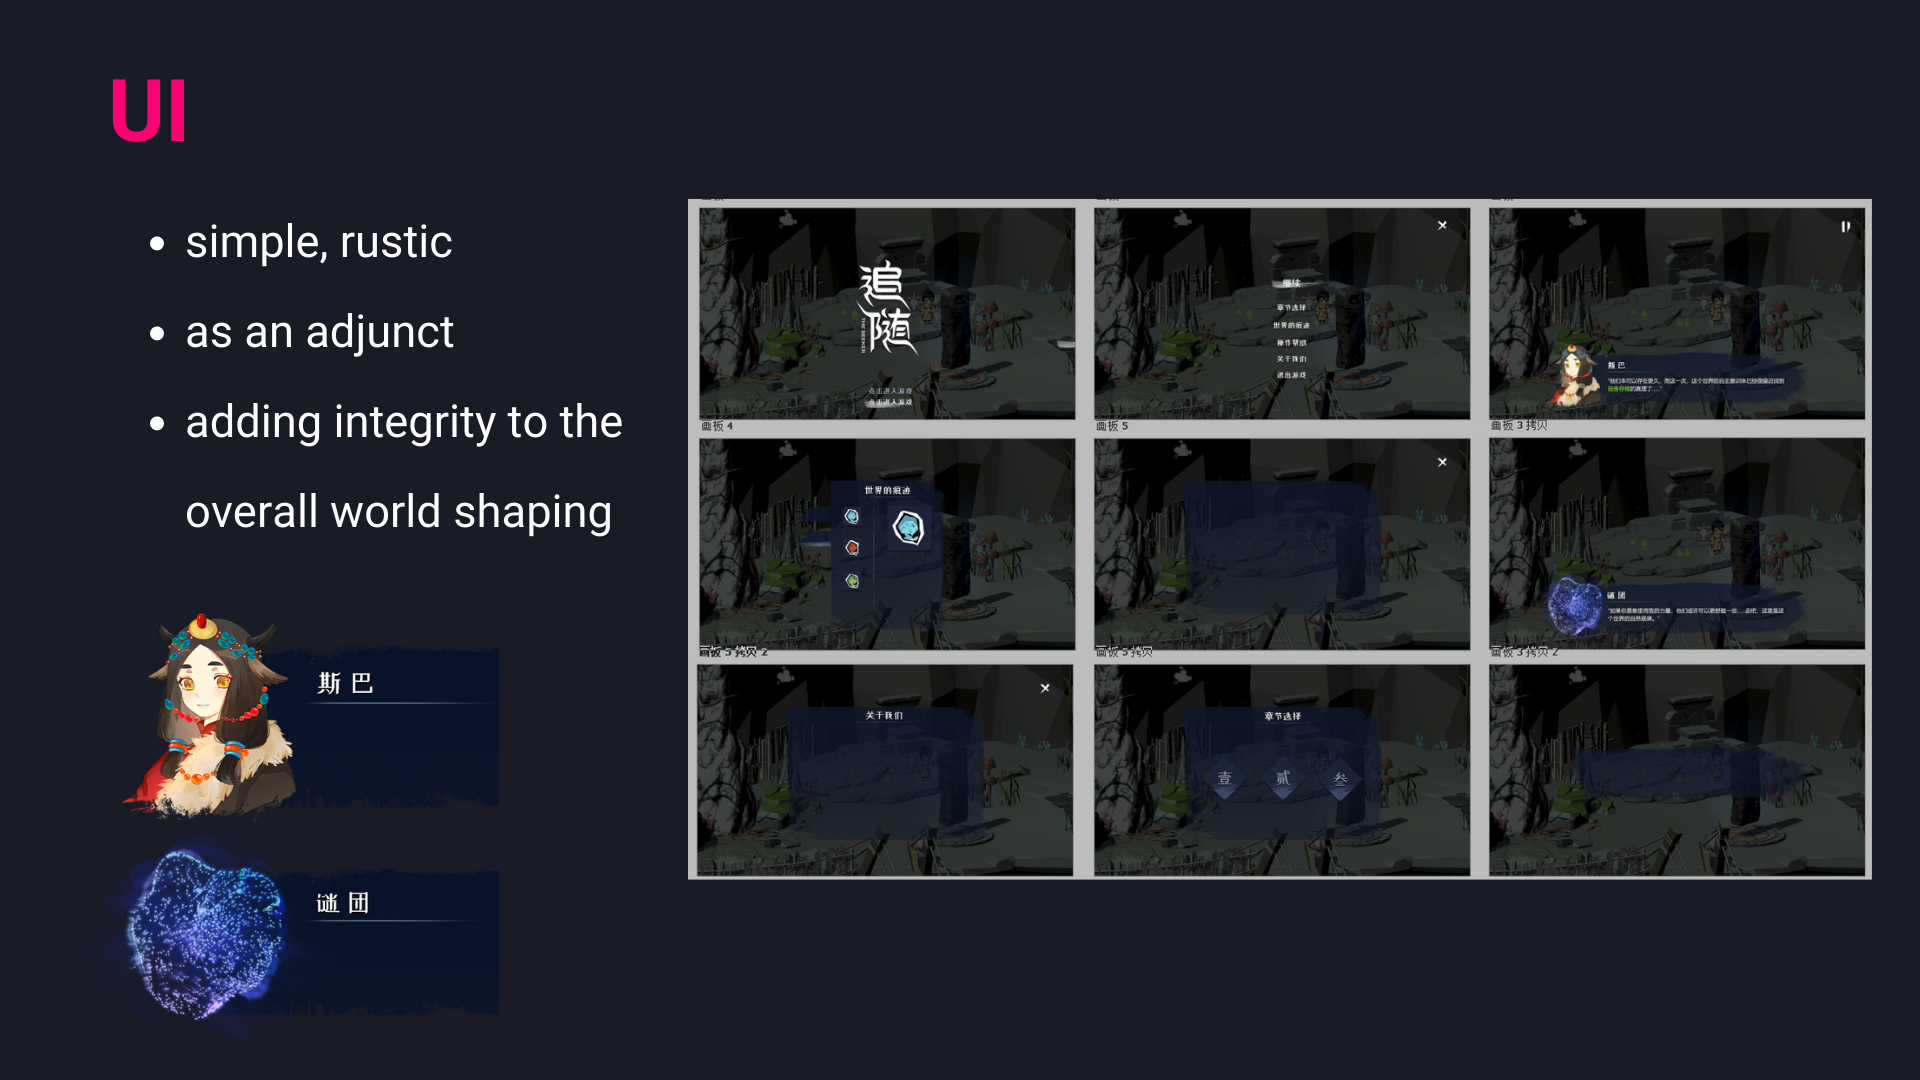 UI
simple, rustic
as an adjunct
adding integrity to the
overall world shaping
斯巴
谜团
追随
THE SEEKER
点击进入游戏
点击进入游戏
继续
章节选择
世界的痕迹
操作帮助
关于我们
退出游戏
斯巴
画板 4
画板 5
画板 3 拷贝
世界的痕迹
谜团
画板 5 拷贝 2
画板 5 拷贝
画板 3 拷贝 2
关于我们
章节选择
壹
贰
叁